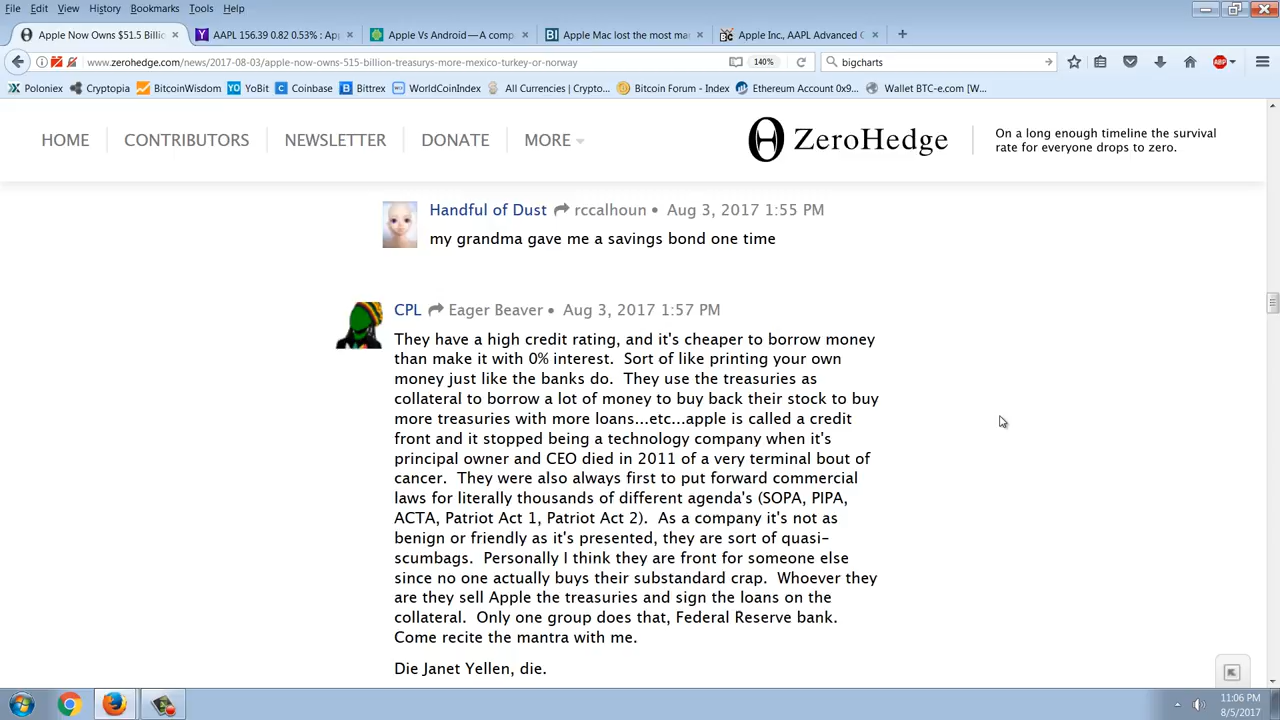 File Edit View History Bookmarks Tools Help
Apple Now Owns $51.5 Billio × AAPL 156.39 0.82 0.53% : Ap × Apple Vs Android — A comp × Apple Mac lost the most ma × Apple Inc., AAPL Advanced C × +
www.zerohedge.com/news/2017-08-03/apple-now-owns-515-billion-treasurys-more-mexico-turkey-or-norway 140% bigcharts ABP
Poloniex Cryptopia BitcoinWisdom YO YoBit C Coinbase B Bittrex WorldCoinIndex All Currencies (Crypto... Bitcoin Forum - Index Ethereum Account 0x9... Wallet BTC-e.com [W...
HOME CONTRIBUTORS NEWSLETTER DONATE MORE ZeroHedge On a long enough timeline the survival
rate for everyone drops to zero.
Handful of Dust rccalhoun • Aug 3, 2017 1:55 PM
my grandma gave me a savings bond one time
CPL Eager Beaver • Aug 3, 2017 1:57 PM
They have a high credit rating, and it's cheaper to borrow money
than make it with 0% interest. Sort of like printing your own
money just like the banks do. They use the treasuries as
collateral to borrow a lot of money to buy back their stock to buy
more treasuries with more loans...etc...apple is called a credit
front and it stopped being a technology company when it's
principal owner and CEO died in 2011 of a very terminal bout of
cancer. They were also always first to put forward commercial
laws for literally thousands of different agenda's (SOPA, PIPA,
ACTA, Patriot Act 1, Patriot Act 2). As a company it's not as
benign or friendly as it's presented, they are sort of quasi-
scumbags. Personally I think they are front for someone else
since no one actually buys their substandard crap. Whoever they
are they sell Apple the treasuries and sign the loans on the
collateral. Only one group does that, Federal Reserve bank.
Come recite the mantra with me.
Die Janet Yellen, die.
11:06 PM
8/5/2017